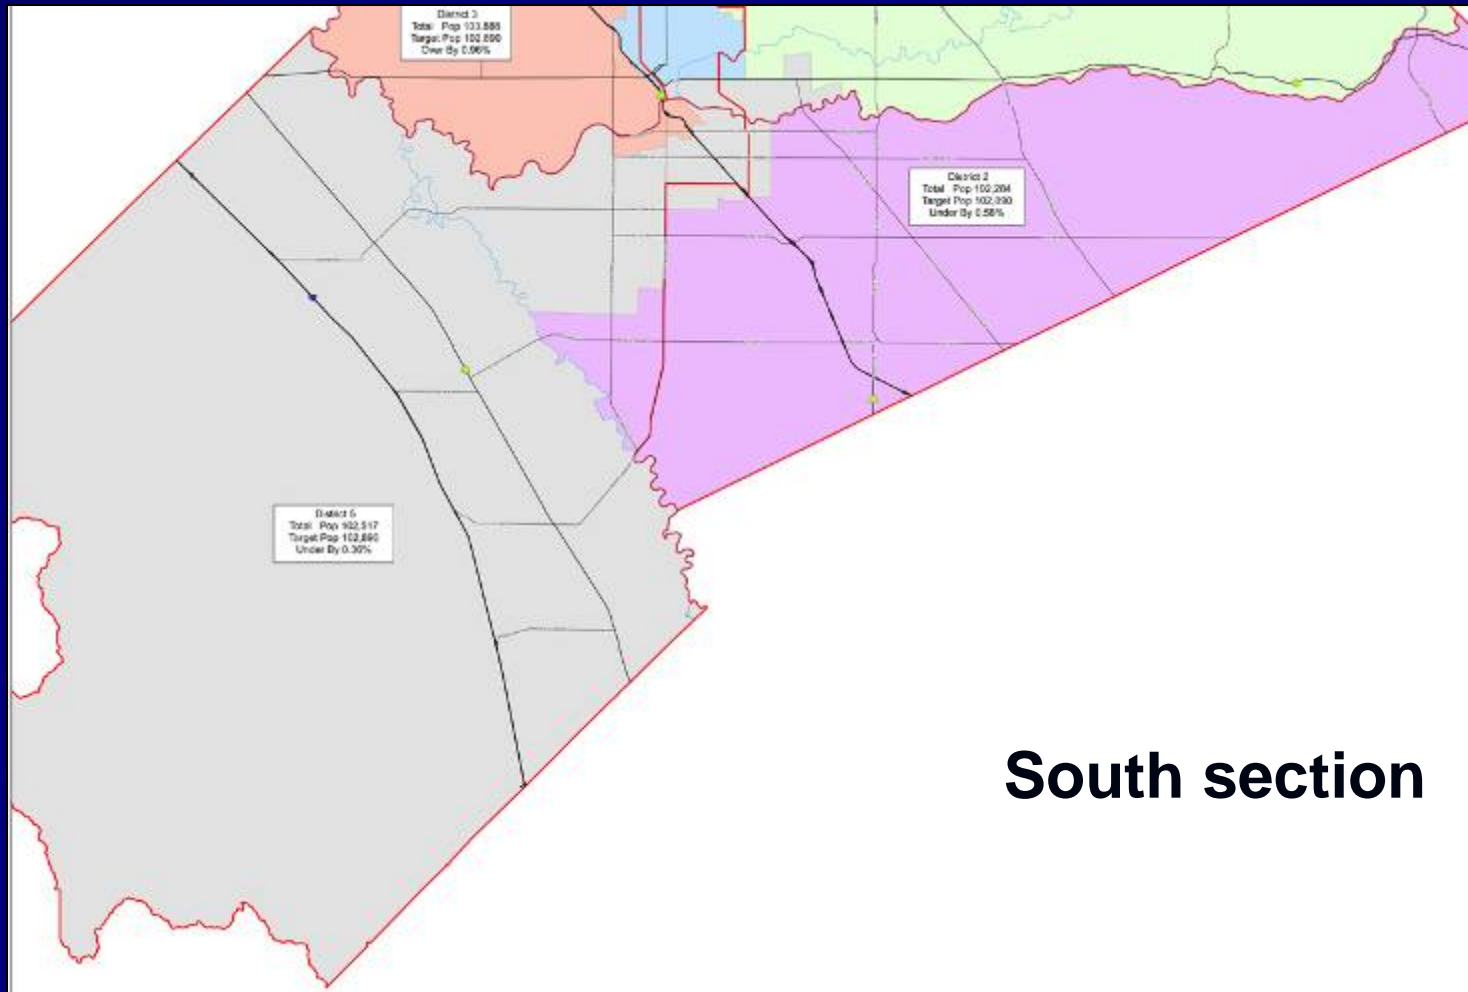 District 3
Total Pop
Target Pop 102,890
Over By 0.96%
District 2
Total Pop 102,284
Target Pop 102,890
Under By 0.58%
District 5
Total Pop 102,517
Target Pop 102,890
Under By 0.36%
South section